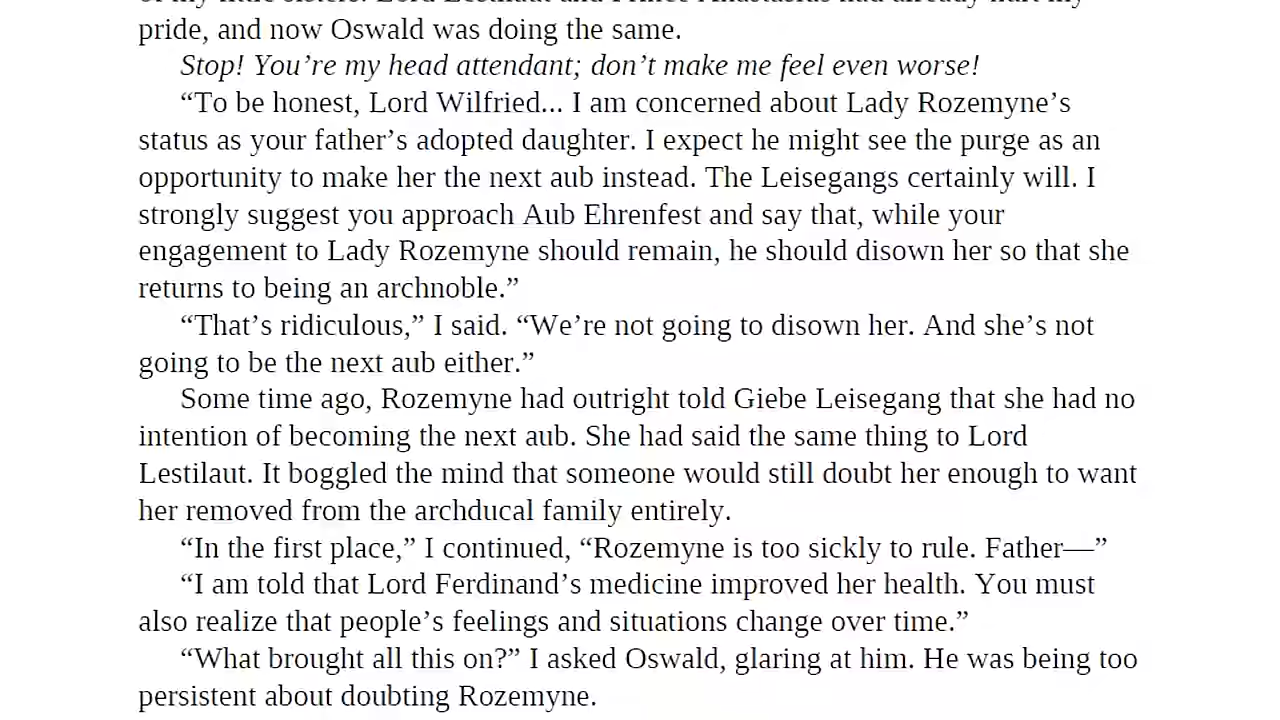 pride, and now Oswald was doing the same.
Stop! You’re my head attendant; don’t make me feel even worse!
“To be honest, Lord Wilfried... I am concerned about Lady Rozemyne’s
status as your father’s adopted daughter. I expect he might see the purge as an
opportunity to make her the next aub instead. The Leisegangs certainly will. I
strongly suggest you approach Aub Ehrenfest and say that, while your
engagement to Lady Rozemyne should remain, he should disown her so that she
returns to being an archnoble.”
“That’s ridiculous,” I said. “We’re not going to disown her. And she’s not
going to be the next aub either.”
Some time ago, Rozemyne had outright told Giebe Leisegang that she had no
intention of becoming the next aub. She had said the same thing to Lord
Lestilaut. It boggled the mind that someone would still doubt her enough to want
her removed from the archducal family entirely.
“In the first place,” I continued, “Rozemyne is too sickly to rule. Father—”
“I am told that Lord Ferdinand’s medicine improved her health. You must
also realize that people’s feelings and situations change over time.”
“What brought all this on?” I asked Oswald, glaring at him. He was being too
persistent about doubting Rozemyne.